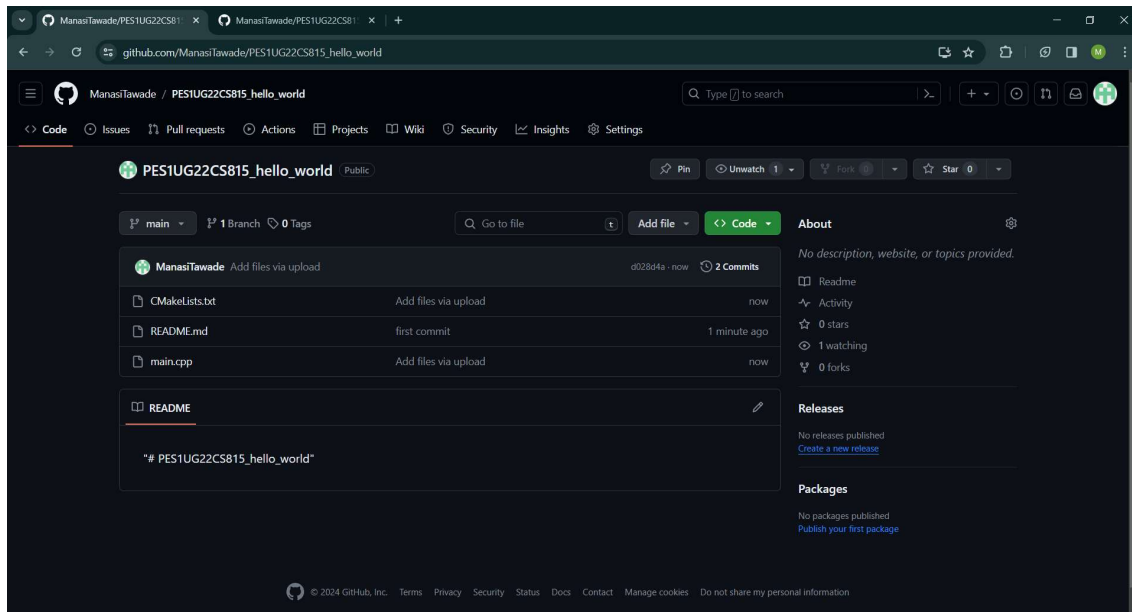 ManasiTawade/PES1UG22CS81
ManasiTawade/PES1UG22CS81
github.com/ManasiTawade/PES1UG22CS815_hello_world
M
ManasiTawade / PES1UG22CS815_hello_world
Type / to search
Code Issues Pull requests Actions Projects Wiki Security Insights Settings
PES1UG22CS815_hello_world Public
Pin Unwatch 1 Fork 0 Star 0
main 1 Branch 0 Tags Go to file t Add file Code
About
No description, website, or topics provided.
ManasiTawade Add files via upload d028d4a · now 2 Commits
Readme
CMakeLists.txt Add files via upload now
Activity
0 stars
README.md first commit 1 minute ago
1 watching
main.cpp Add files via upload now
0 forks
README
Releases
No releases published
Create a new release
"# PES1UG22CS815_hello_world"
Packages
No packages published
Publish your first package
© 2024 GitHub, Inc. Terms Privacy Security Status Docs Contact Manage cookies Do not share my personal information